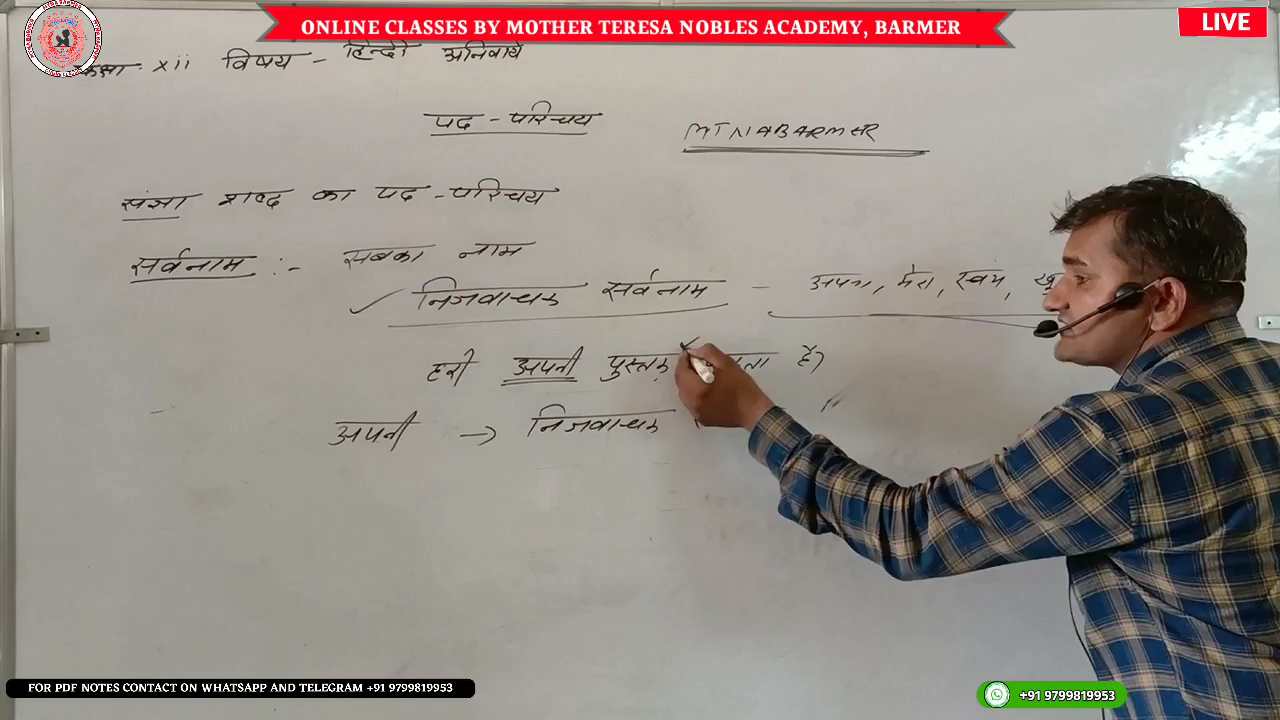 ONLINE CLASSES BY MOTHER TERESA NOBLES ACADEMY, BARMER
LIVE
कक्षा: xii विषय - हिन्दी अनिवार्य
पद - परिचय
MTNABARMER
संज्ञा शब्द का पद - परिचय
सर्वनाम :- सबका नाम
✓ निजवाचक सर्वनाम - अपना, मेरा, स्वयं,
हरी अपनी पुस्तक है
अपनी → निजवाचक
FOR PDF NOTES CONTACT ON WHATSAPP AND TELEGRAM +91 9799819953
+91 9799819953